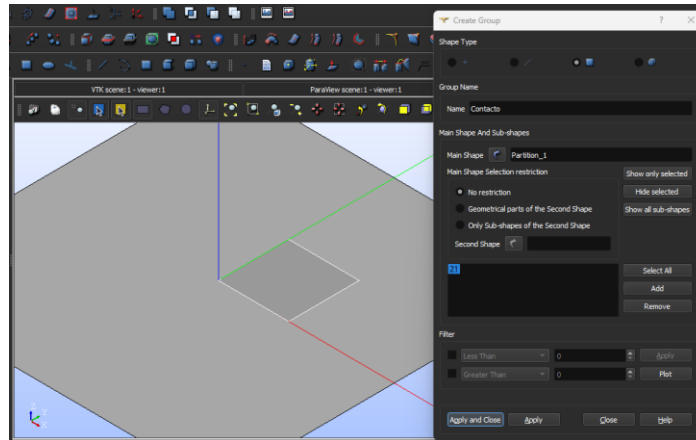 Create Group
? X
Shape Type
Group Name
Name Contacto
Main Shape And Sub-shapes
Main Shape Partition_1
Main Shape Selection restriction
Show only selected
No restriction
Hide selected
Geometrical parts of the Second Shape
Show all sub-shapes
Only Sub-shapes of the Second Shape
Second Shape
21
Select All
Add
Remove
Filter
Less Than 0 Apply
Greater Than 0 Plot
Apply and Close Apply Close Help
VTK scene:1 - viewer:1 ParaView scene:1 - viewer:1